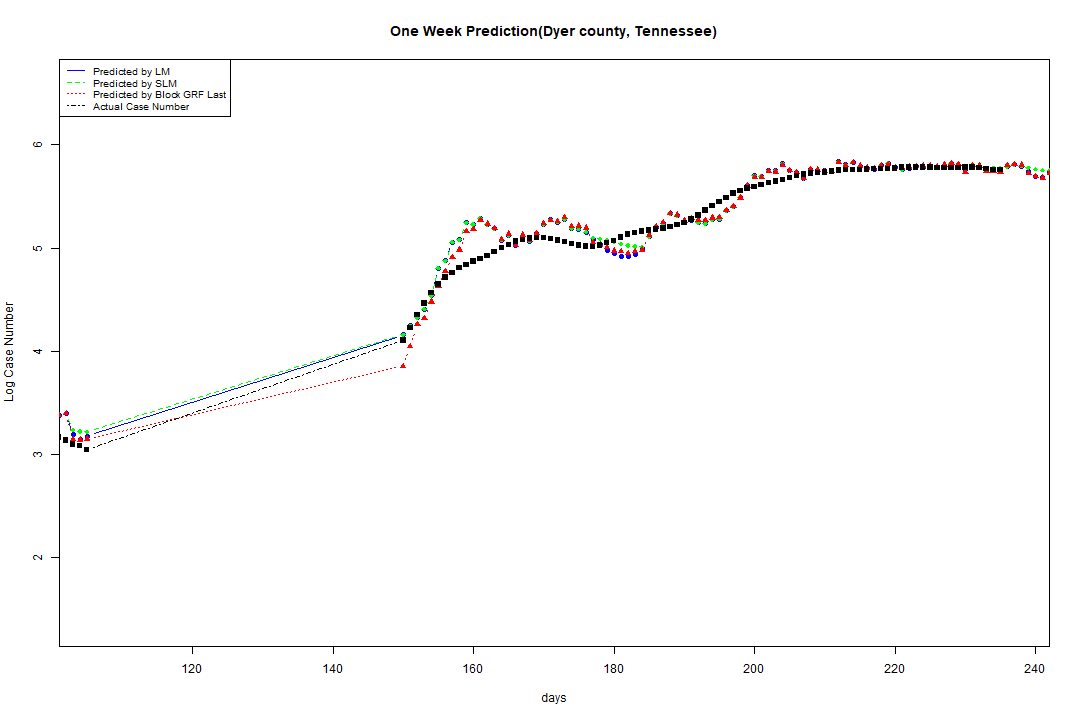 One Week Prediction(Dyer county, Tennessee)
Predicted by LM
Predicted by SLM
Predicted by Block GRF Last
Actual Case Number
6
5
4
3
2
Log Case Number
120 140 160 180 200 220 240
days